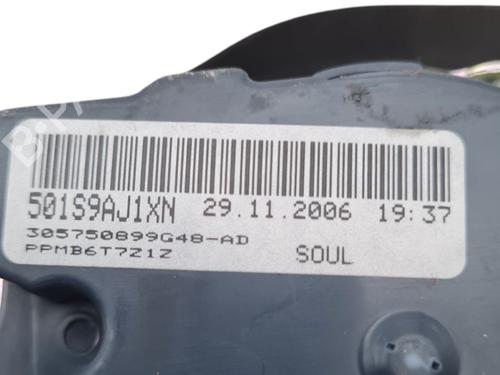 501S9AJ1XN 29.11.2006 19:37
305750899G48-AD
PPMB6T7Z1Z SOUL